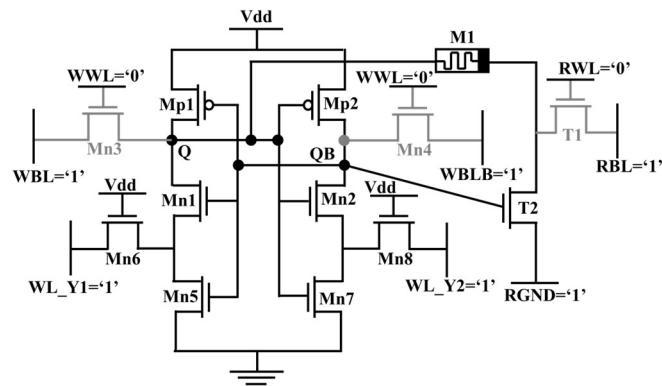 Vdd
M1
WWL=‘0’
Mp1
Mp2
WWL=‘0’
RWL=‘0’
Mn3
Q
QB
Mn4
T1
WBL=‘1’
WBLB=‘1’
RBL=‘1’
Vdd
Mn1
Mn2
Vdd
T2
Mn6
Mn8
WL_Y1=‘1’
Mn5
Mn7
WL_Y2=‘1’
RGND=‘1’